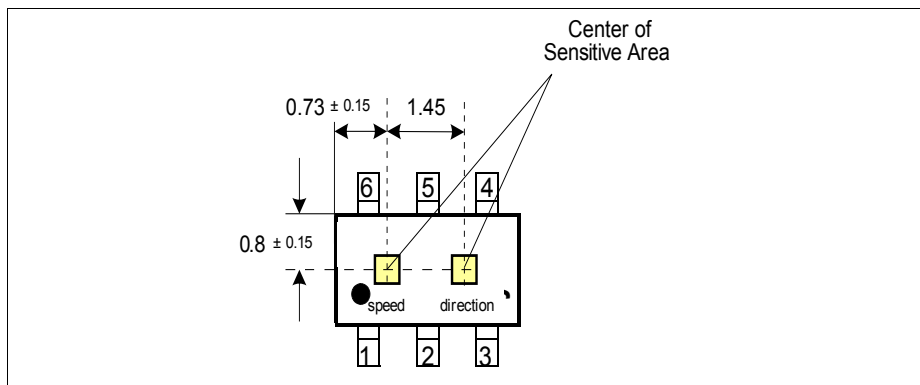 Center of
Sensitive Area
0.73 ± 0.15
1.45
6
5
4
0.8 ± 0.15
speed
direction
1
2
3